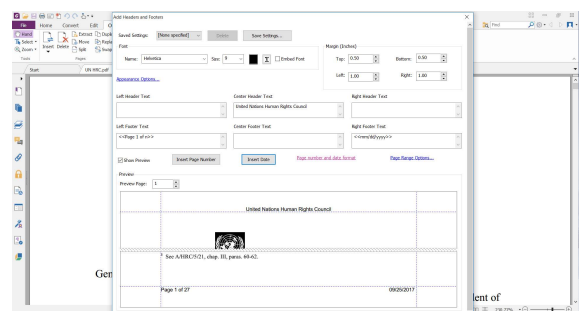 Add Headers and Footers
File Home Convert Edit
Find
Hand
Select
Zoom
Insert Delete
Extract
Move
Split
Swap
Tools
Pages
Start UN HRC.pdf
Saved Settings: [None specified] Delete Save Settings...
Font
Name: Helvetica Size: 9 Embed Font
Margin (Inches)
Top: 0.50 Bottom: 0.50
Left: 1.00 Right: 1.00
Appearance Options...
Left Header Text Center Header Text Right Header Text
United Nations Human Rights Council
Left Footer Text Center Footer Text Right Footer Text
<<Page 1 of n>> <<mm/dd/yyyy>>
Show Preview Insert Page Number Insert Date Page number and date format Page Range Options...
Preview
Preview Page: 1
United Nations Human Rights Council
See A/HRC/5/21, chap. III, paras. 60-62.
Page 1 of 27 09/25/2017
Gen
lent of